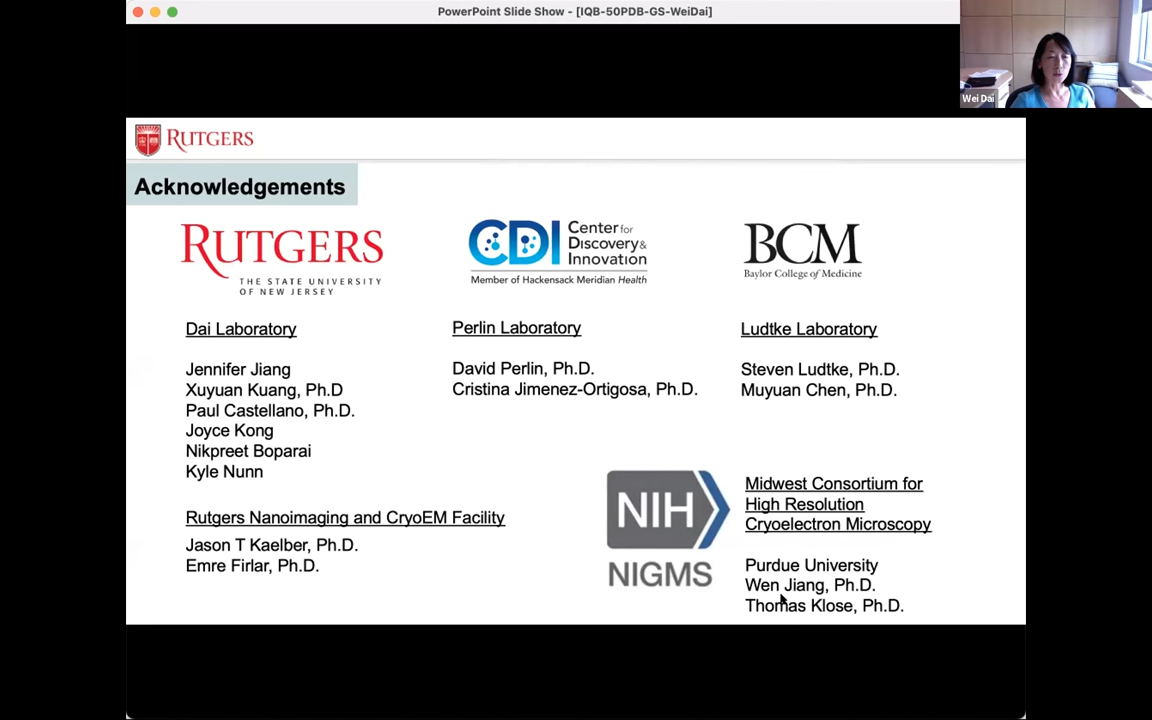 PowerPoint Slide Show - [IQB-50PDB-GS-WeiDai]
Wei Dai
RUTGERS
Acknowledgements
RUTGERS
THE STATE UNIVERSITY
OF NEW JERSEY
CDI
Center for
Discovery &
Innovation
Member of Hackensack Meridian Health
BCM
Baylor College of Medicine
Dai Laboratory
Jennifer Jiang
Xuyuan Kuang, Ph.D
Paul Castellano, Ph.D.
Joyce Kong
Nikpreet Boparai
Kyle Nunn
Rutgers Nanoimaging and CryoEM Facility
Jason T Kaelber, Ph.D.
Emre Firlar, Ph.D.
Perlin Laboratory
David Perlin, Ph.D.
Cristina Jimenez-Ortigosa, Ph.D.
Ludtke Laboratory
Steven Ludtke, Ph.D.
Muyuan Chen, Ph.D.
NIH
NIGMS
Midwest Consortium for
High Resolution
Cryoelectron Microscopy
Purdue University
Wen Jiang, Ph.D.
Thomas Klose, Ph.D.